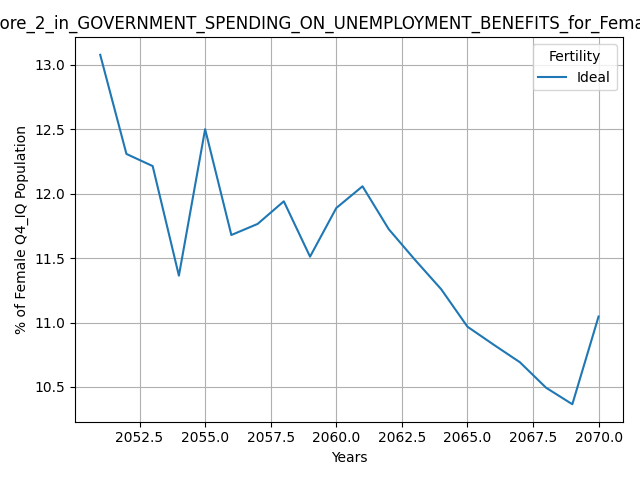 ore_2_in_GOVERNMENT_SPENDING_ON_UNEMPLOYMENT_BENEFITS_for_Fema
Fertility
Ideal
13.0
12.5
12.0
11.5
11.0
10.5
% of Female Q4_IQ Population
2052.5 2055.0 2057.5 2060.0 2062.5 2065.0 2067.5 2070.0
Years